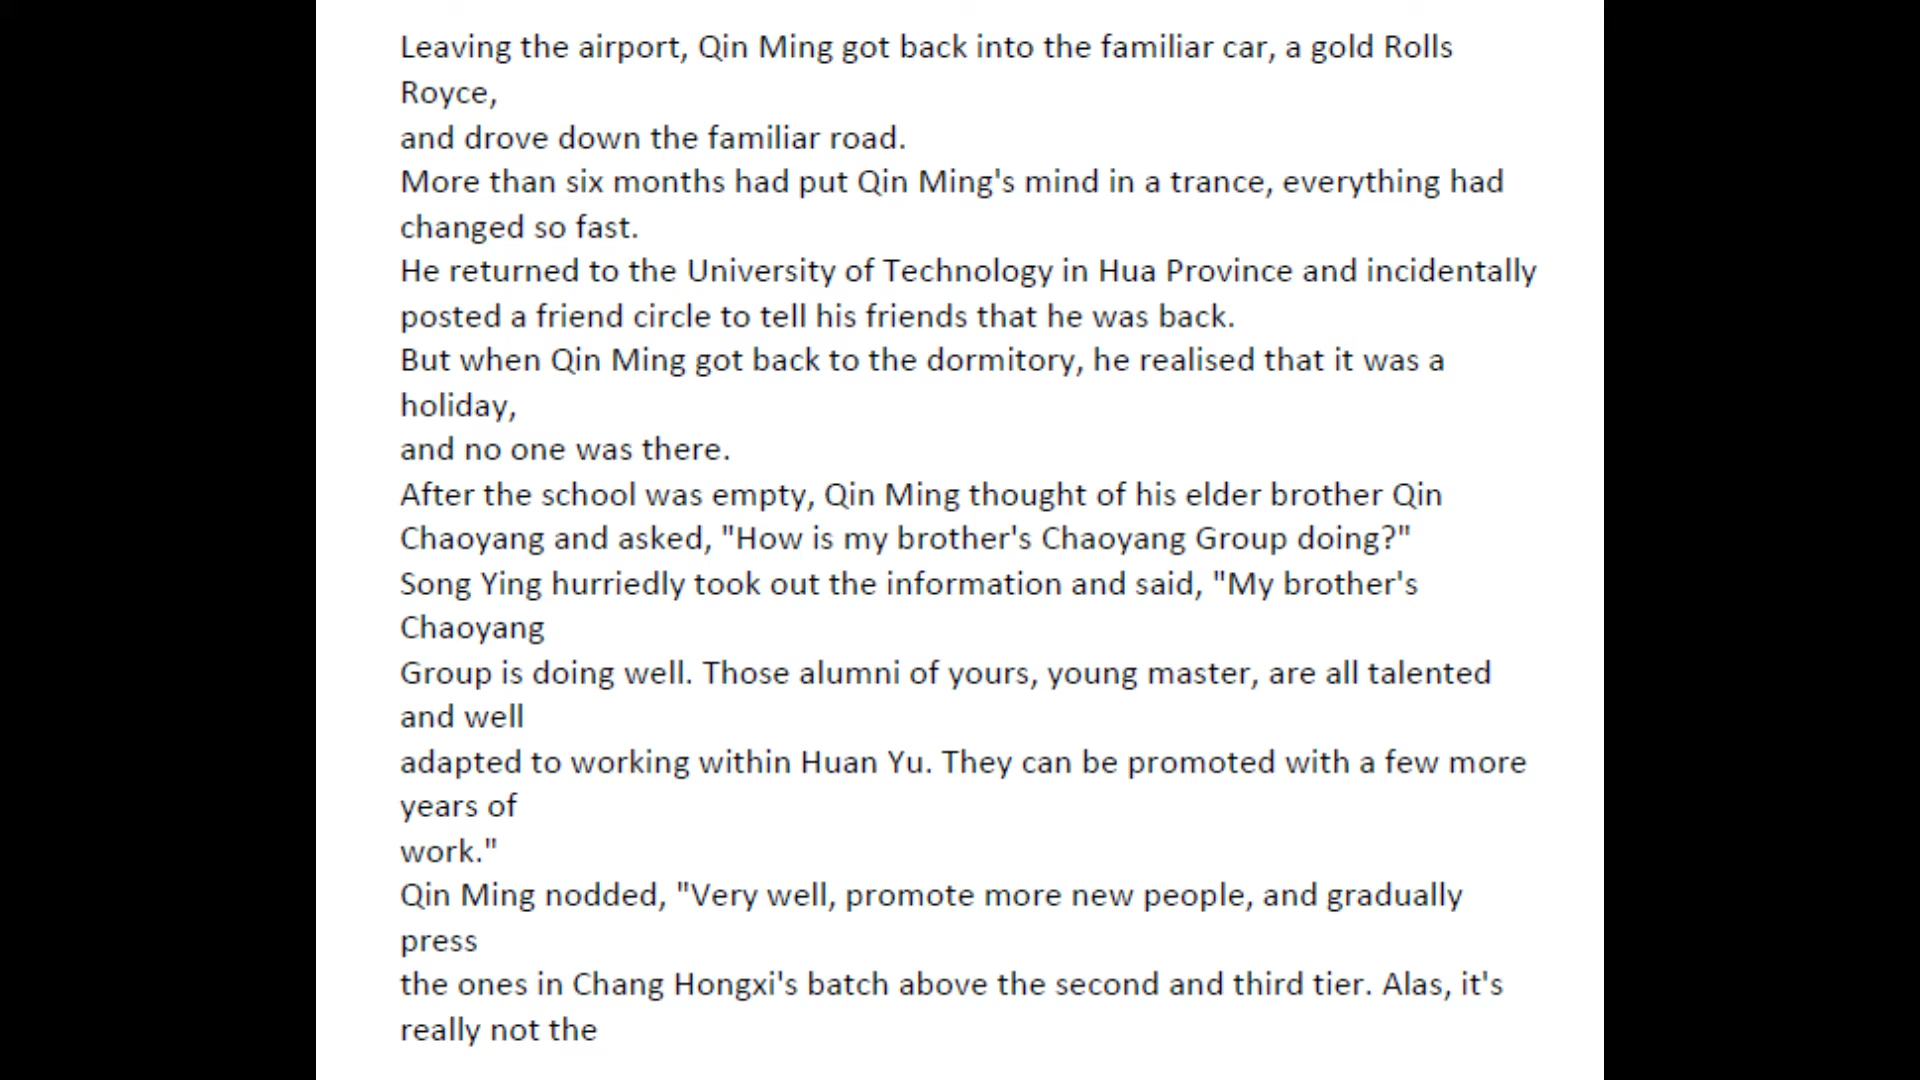 Leaving the airport, Qin Ming got back into the familiar car, a gold Rolls
Royce,
and drove down the familiar road.
More than six months had put Qin Ming's mind in a trance, everything had
changed so fast.
He returned to the University of Technology in Hua Province and incidentally
posted a friend circle to tell his friends that he was back.
But when Qin Ming got back to the dormitory, he realised that it was a
holiday,
and no one was there.
After the school was empty, Qin Ming thought of his elder brother Qin
Chaoyang and asked, "How is my brother's Chaoyang Group doing?"
Song Ying hurriedly took out the information and said, "My brother's
Chaoyang
Group is doing well. Those alumni of yours, young master, are all talented
and well
adapted to working within Huan Yu. They can be promoted with a few more
years of
work."
Qin Ming nodded, "Very well, promote more new people, and gradually
press
the ones in Chang Hongxi's batch above the second and third tier. Alas, it's
really not the